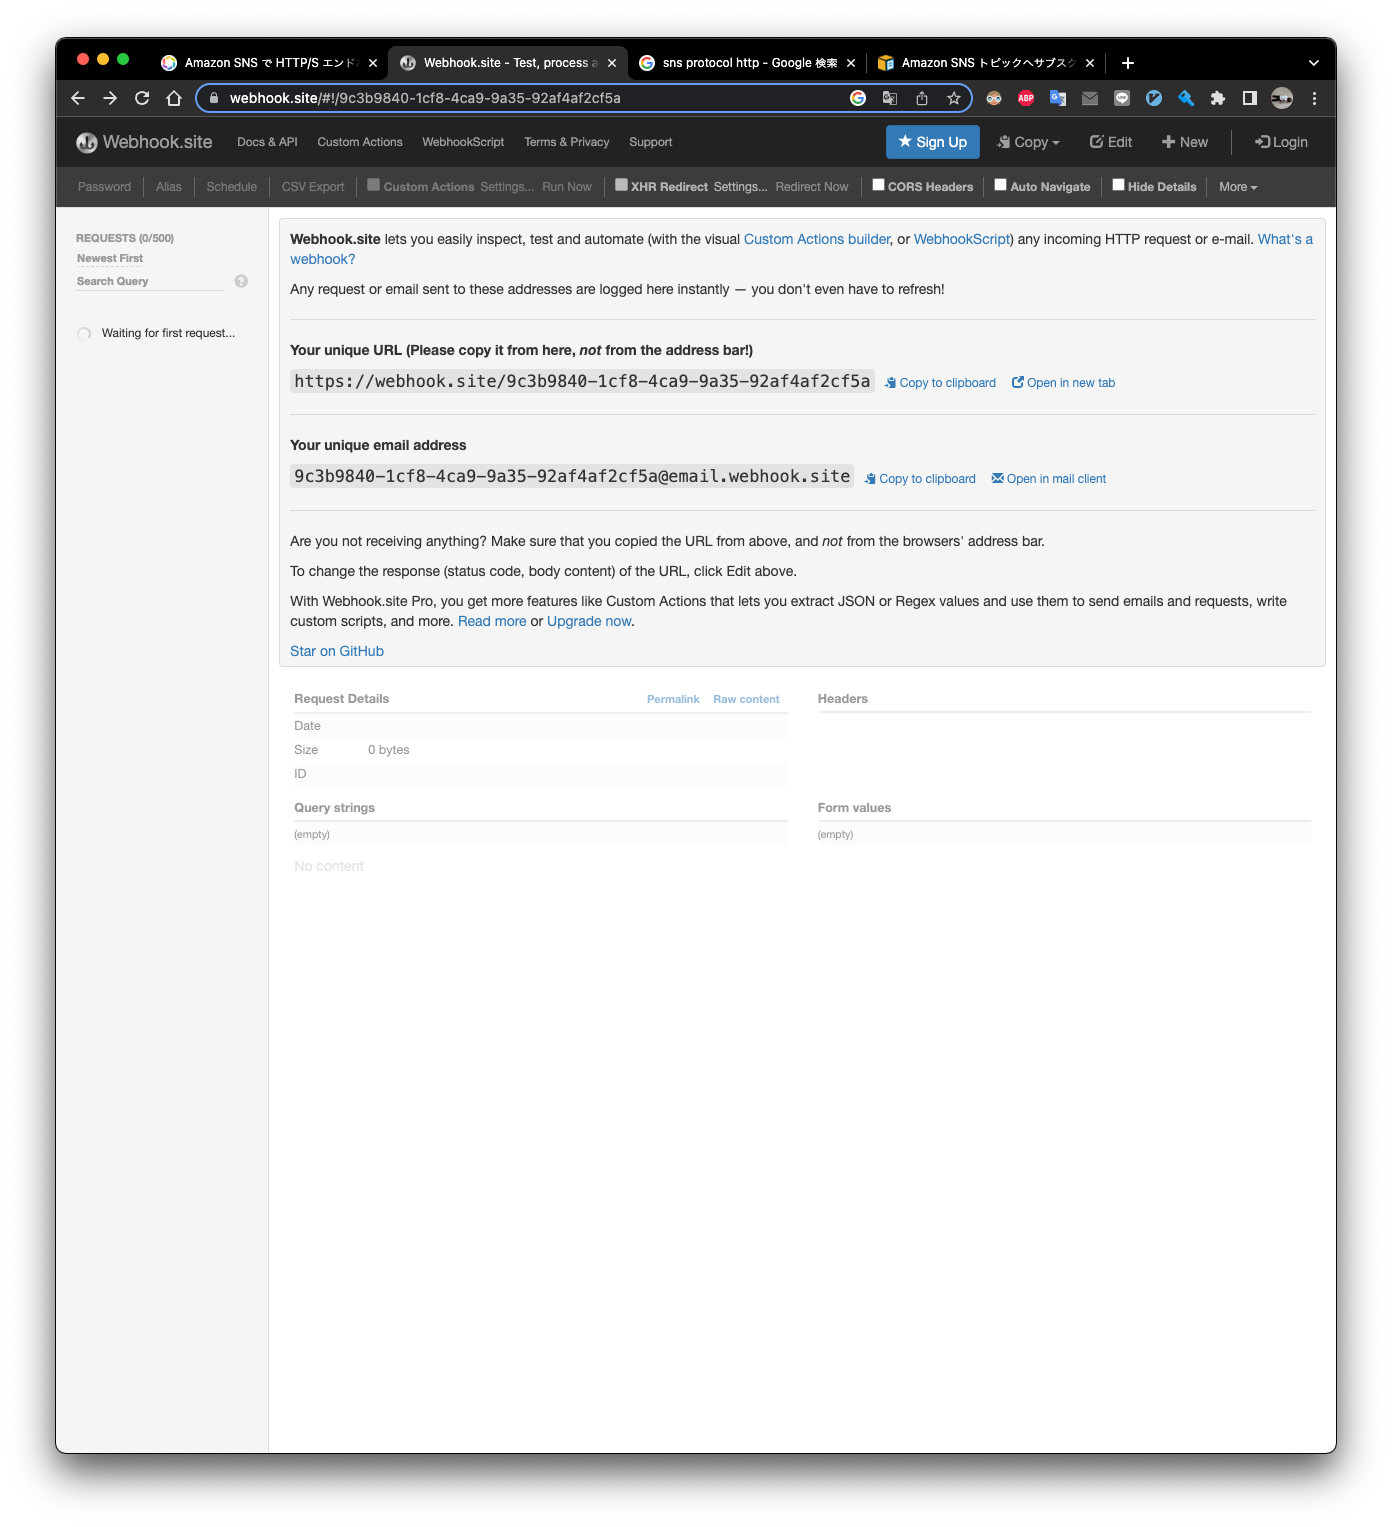 Amazon SNS で HTTP/S エンド
Webhook.site - Test, process a
sns protocol http - Google 検索
Amazon SNS トピックへサブスク
webhook.site/#!/9c3b9840-1cf8-4ca9-9a35-92af4af2cf5a
ABP
Webhook.site
Docs & API
Custom Actions
WebhookScript
Terms & Privacy
Support
Sign Up
Copy
Edit
New
Login
Password
Alias
Schedule
CSV Export
Custom Actions Settings... Run Now
XHR Redirect Settings... Redirect Now
CORS Headers
Auto Navigate
Hide Details
More
REQUESTS (0/500)
Newest First
Search Query
?
Waiting for first request...
Webhook.site lets you easily inspect, test and automate (with the visual Custom Actions builder, or WebhookScript) any incoming HTTP request or e-mail. What's a
webhook?
Any request or email sent to these addresses are logged here instantly — you don't even have to refresh!
Your unique URL (Please copy it from here, not from the address bar!)
https://webhook.site/9c3b9840-1cf8-4ca9-9a35-92af4af2cf5a Copy to clipboard Open in new tab
Your unique email address
9c3b9840-1cf8-4ca9-9a35-92af4af2cf5a@email.webhook.site Copy to clipboard Open in mail client
Are you not receiving anything? Make sure that you copied the URL from above, and not from the browsers' address bar.
To change the response (status code, body content) of the URL, click Edit above.
With Webhook.site Pro, you get more features like Custom Actions that lets you extract JSON or Regex values and use them to send emails and requests, write
custom scripts, and more. Read more or Upgrade now.
Star on GitHub
Request Details
Permalink
Raw content
Headers
Date
Size 0 bytes
ID
Query strings
Form values
(empty)
(empty)
No content